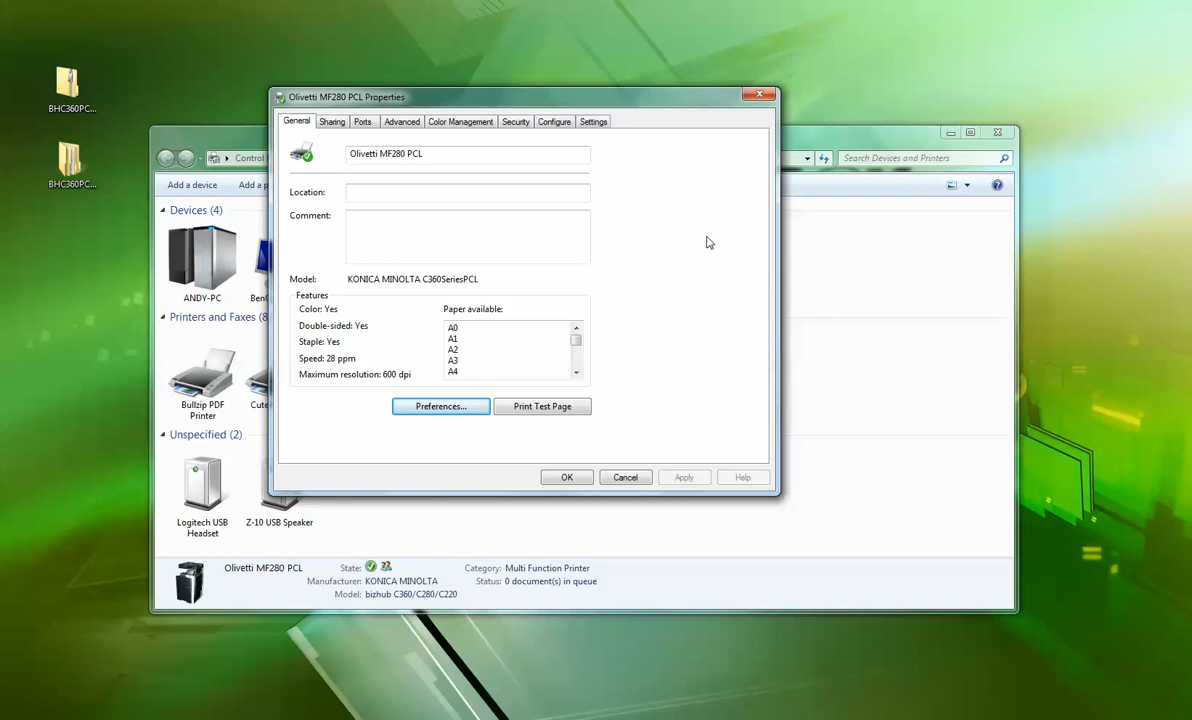 BHC360PC...
BHC360PC...
Olivetti MF280 PCL Properties
General Sharing Ports Advanced Color Management Security Configure Settings
Olivetti MF280 PCL
Location:
Comment:
Model: KONICA MINOLTA C360SeriesPCL
Features
Color: Yes
Double-sided: Yes
Staple: Yes
Speed: 28 ppm
Maximum resolution: 600 dpi
Paper available:
A0
A1
A2
A3
A4
Preferences...
Print Test Page
OK Cancel Apply Help
Control
Search Devices and Printers
Add a device
Devices (4)
ANDY-PC
Printers and Faxes (8
Bullzip PDF
Printer
Unspecified (2)
Logitech USB
Headset
Z-10 USB Speaker
Olivetti MF280 PCL
State:
Manufacturer: KONICA MINOLTA
Model: bizhub C360/C280/C220
Category: Multi Function Printer
Status: 0 document(s) in queue